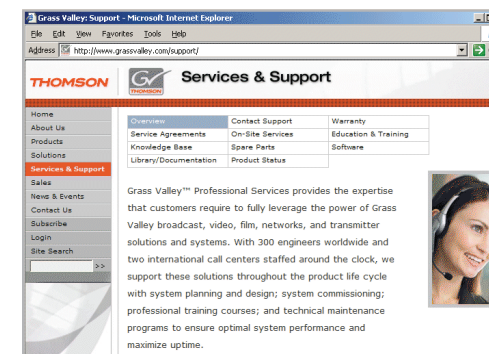 Grass Valley: Support - Microsoft Internet Explorer
File Edit View Favorites Tools Help
Address http://www.grassvalley.com/support/
THOMSON
GV THOMSON
Services & Support
Home
About Us
Products
Solutions
Services & Support
Sales
News & Events
Contact Us
Subscribe
Login
Site Search
>>
Overview Contact Support Warranty
Service Agreements On-Site Services Education & Training
Knowledge Base Spare Parts Software
Library/Documentation Product Status
Grass Valley™ Professional Services provides the expertise
that customers require to fully leverage the power of Grass
Valley broadcast, video, film, networks, and transmitter
solutions and systems. With 300 engineers worldwide and
two international call centers staffed around the clock, we
support these solutions throughout the product life cycle
with system planning and design; system commissioning;
professional training courses; and technical maintenance
programs to ensure optimal system performance and
maximize uptime.